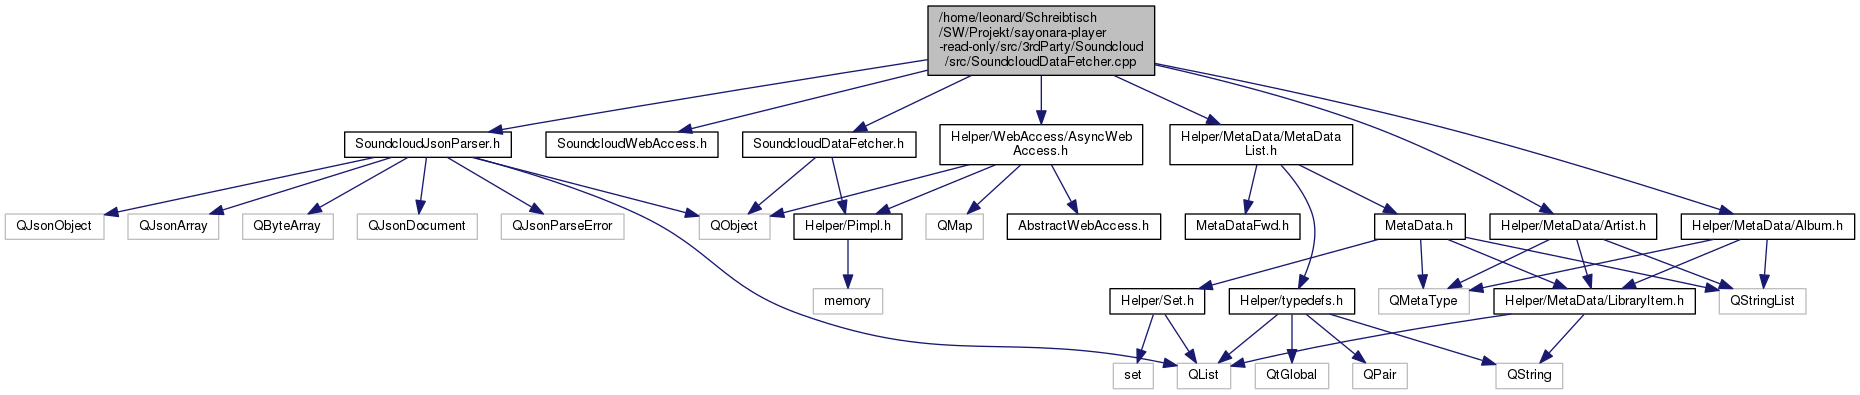 /home/leonard/Schreibtisch
/SW/Projekt/sayonara-player
-read-only/src/3rdParty/Soundcloud
/src/SoundcloudDataFetcher.cpp
SoundcloudJsonParser.h
SoundcloudWebAccess.h
SoundcloudDataFetcher.h
Helper/WebAccess/AsyncWeb
Access.h
Helper/MetaData/MetaData
List.h
QJsonObject
QJsonArray
QByteArray
QJsonDocument
QJsonParseError
QObject
Helper/Pimpl.h
QMap
AbstractWebAccess.h
MetaDataFwd.h
MetaData.h
Helper/MetaData/Artist.h
Helper/MetaData/Album.h
memory
Helper/Set.h
Helper/typedefs.h
QMetaType
Helper/MetaData/LibraryItem.h
QStringList
set
QList
QtGlobal
QPair
QString